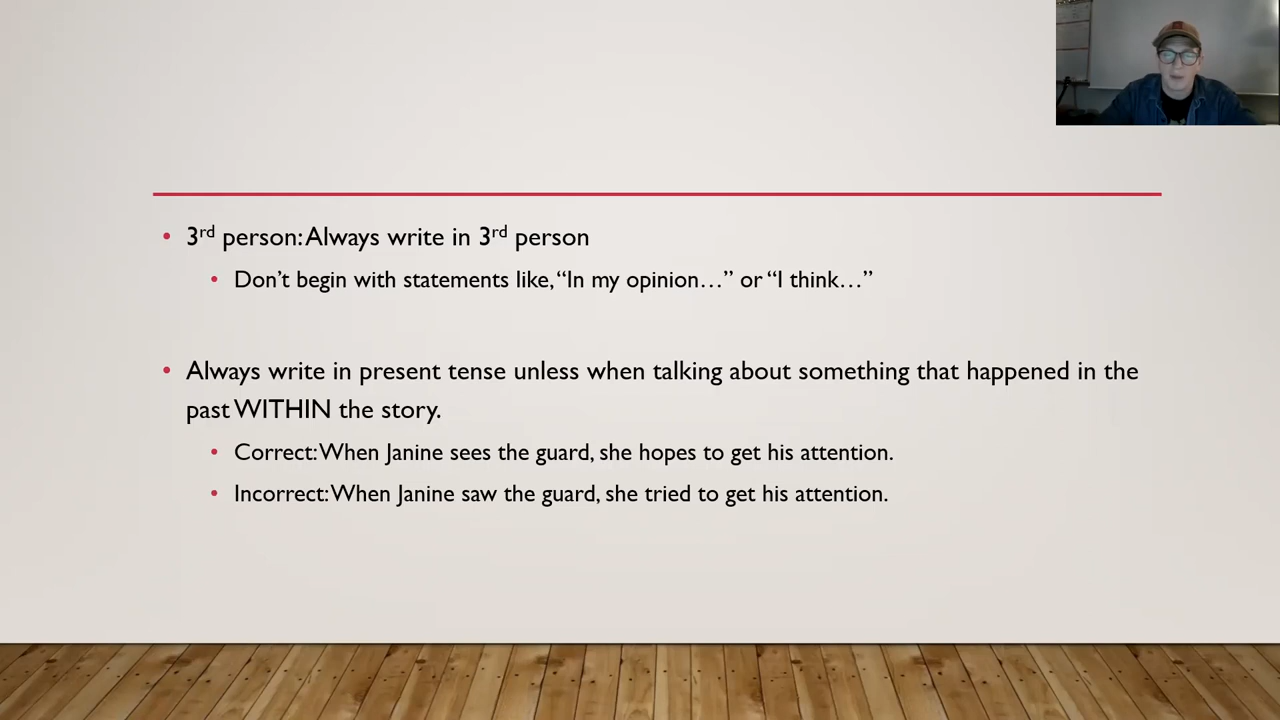 3rd person: Always write in 3rd person
Don’t begin with statements like, “In my opinion…” or “I think…”
Always write in present tense unless when talking about something that happened in the
past WITHIN the story.
Correct: When Janine sees the guard, she hopes to get his attention.
Incorrect: When Janine saw the guard, she tried to get his attention.